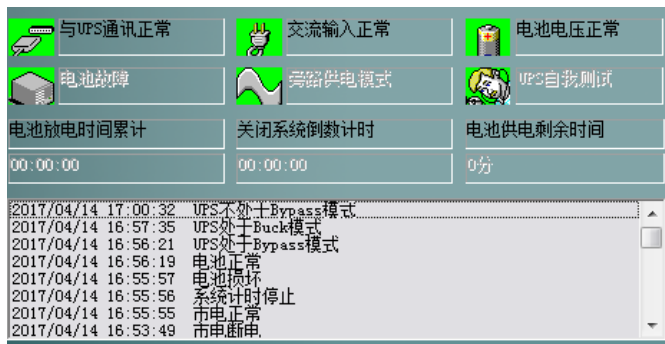 与UPS通讯正常
交流输入正常
电池电压正常
电池故障
旁路供电模式
UPS自我测试
电池放电时间累计
关闭系统倒数计时
电池供电剩余时间
00:00:00
00:00:00
0分
2017/04/14 17:00:32 UPS不处于Bypass模式
2017/04/14 16:57:35 UPS处于Buck模式
2017/04/14 16:56:21 UPS处于Bypass模式
2017/04/14 16:56:19 电池正常
2017/04/14 16:55:57 电池损坏
2017/04/14 16:55:56 系统计时停止
2017/04/14 16:55:55 市电正常
2017/04/14 16:53:49 市电断电